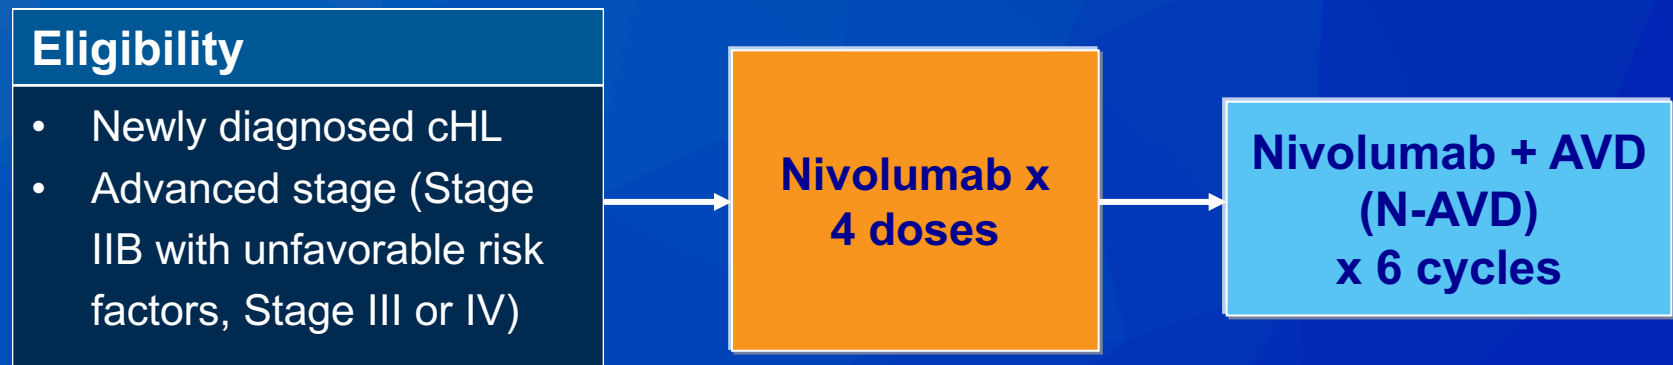 Eligibility
• Newly diagnosed cHL
• Advanced stage (Stage
IIB with unfavorable risk
factors, Stage III or IV)
Nivolumab x
4 doses
Nivolumab + AVD
(N-AVD)
x 6 cycles